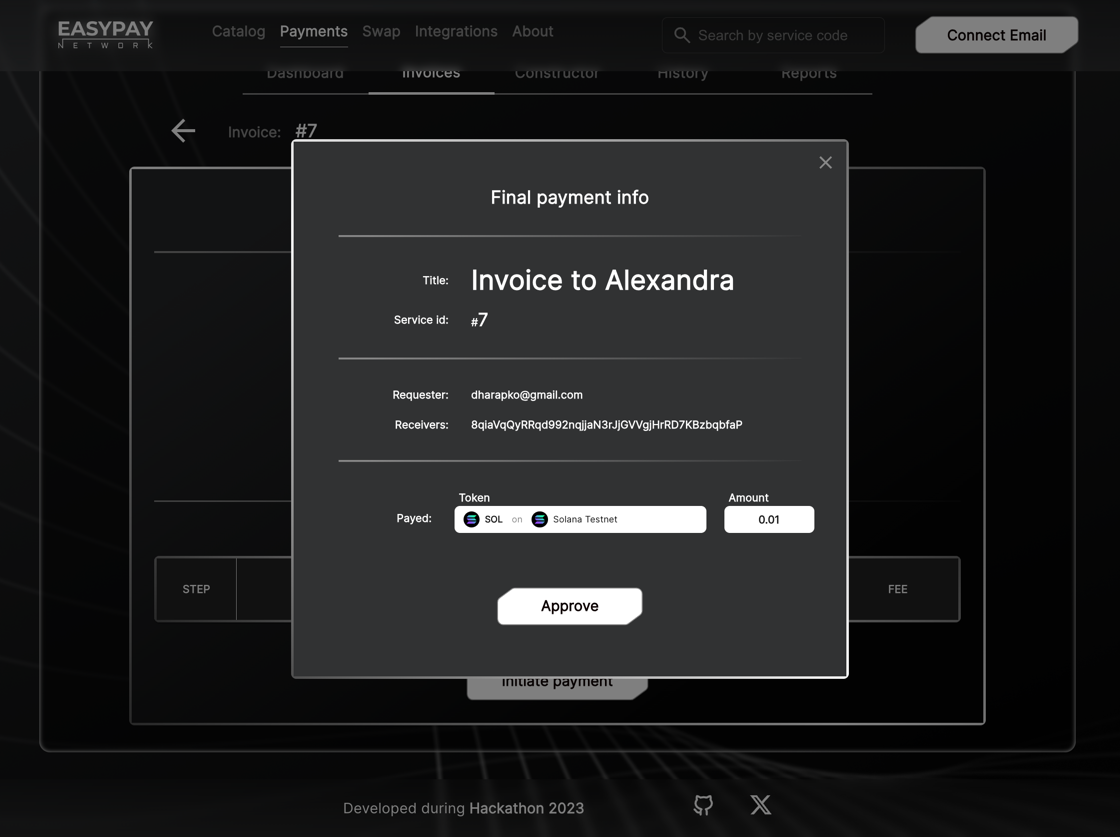 EASYPAY
NETWORK
Catalog Payments Swap Integrations About
Search by service code
Connect Email
Dashboard Invoices Constructor History Reports
Invoice: #7
Final payment info
Title: Invoice to Alexandra
Service id: #7
Requester: dharapko@gmail.com
Receivers: 8qiaVqQyRRqd992nqjjaN3rJjGVVgjHrRD7KBzbqbfaP
Token Amount
Payed: SOL on Solana Testnet 0.01
STEP FEE
Approve
Initiate payment
Developed during Hackathon 2023